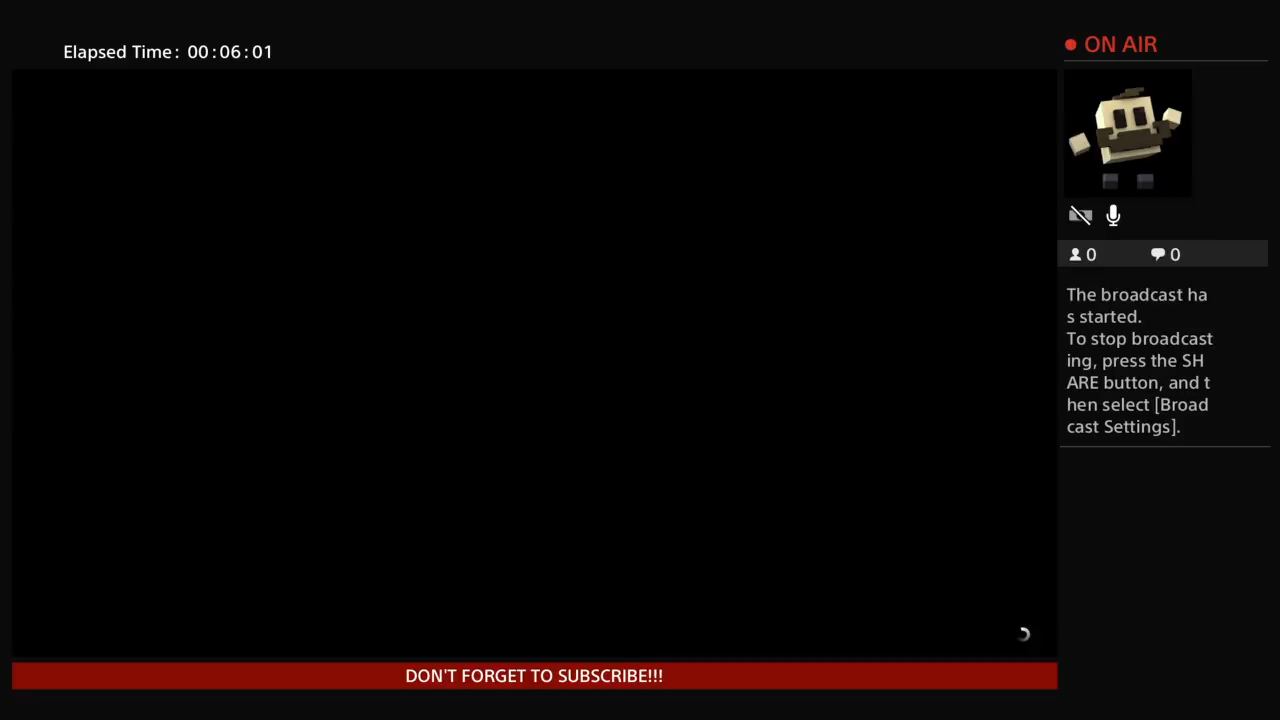 Elapsed Time: 00:06:01
ON AIR
0 0
The broadcast ha
s started.
To stop broadcast
ing, press the SH
ARE button, and t
hen select [Broad
cast Settings].
DON'T FORGET TO SUBSCRIBE!!!